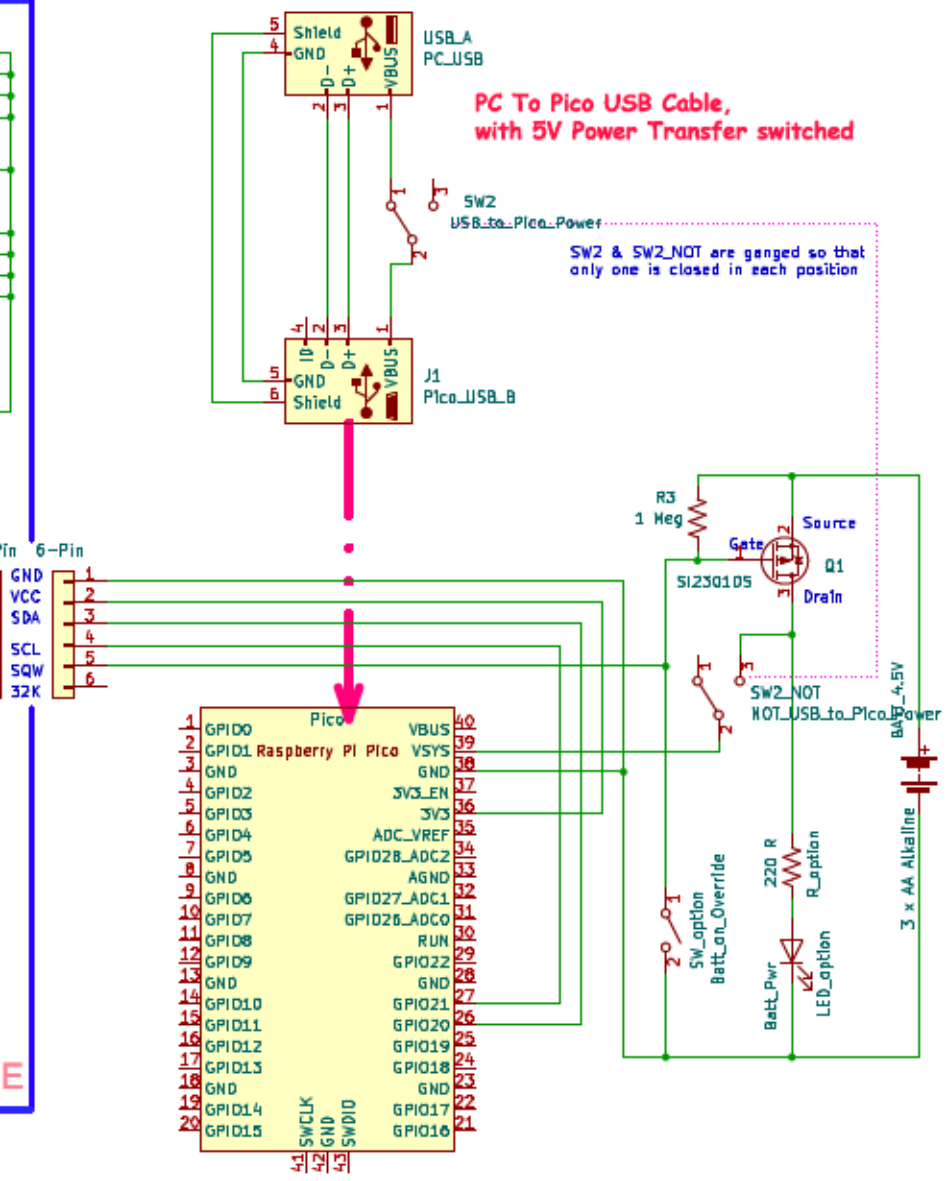 5
Shield
4
GND
D-
D+
VBUS
2
3
1
USB_A
PC_USB
PC To Pico USB Cable,
with 5V Power Transfer switched
1
3
2
SW2
USB_to_Pico_Power
SW2 & SW2_NOT are ganged so that
only one is closed in each position
4
2
3
1
ID
D-
D+
VBUS
5
GND
6
Shield
J1
Pico_USB_B
R3
1 Meg
Gate
1
2
Source
Q1
SI2301DS
3
Drain
Pin 6-Pin
GND 1
VCC 2
SDA 3
SCL 4
SQW 5
32K 6
1
3
2
SW2_NOT
NOT_USB_to_Pico_Power
BATT_4.5V
+
3 x AA Alkaline
Pico
Raspberry Pi Pico
1 GPIO0
2 GPIO1
3 GND
4 GPIO2
5 GPIO3
6 GPIO4
7 GPIO5
8 GND
9 GPIO6
10 GPIO7
11 GPIO8
12 GPIO9
13 GND
14 GPIO10
15 GPIO11
16 GPIO12
17 GPIO13
18 GND
19 GPIO14
20 GPIO15
VBUS 40
VSYS 39
GND 38
3V3_EN 37
3V3 36
ADC_VREF 35
GPIO28_ADC2 34
AGND 33
GPIO27_ADC1 32
GPIO26_ADC0 31
RUN 30
GPIO22 29
GND 28
GPIO21 27
GPIO20 26
GPIO19 25
GPIO18 24
GND 23
GPIO17 22
GPIO16 21
SWCLK
GND
SWDIO
41
42
43
1
2
SW_option
Batt_on_Override
220 R
R_option
Batt_Pwr
LED_option
E